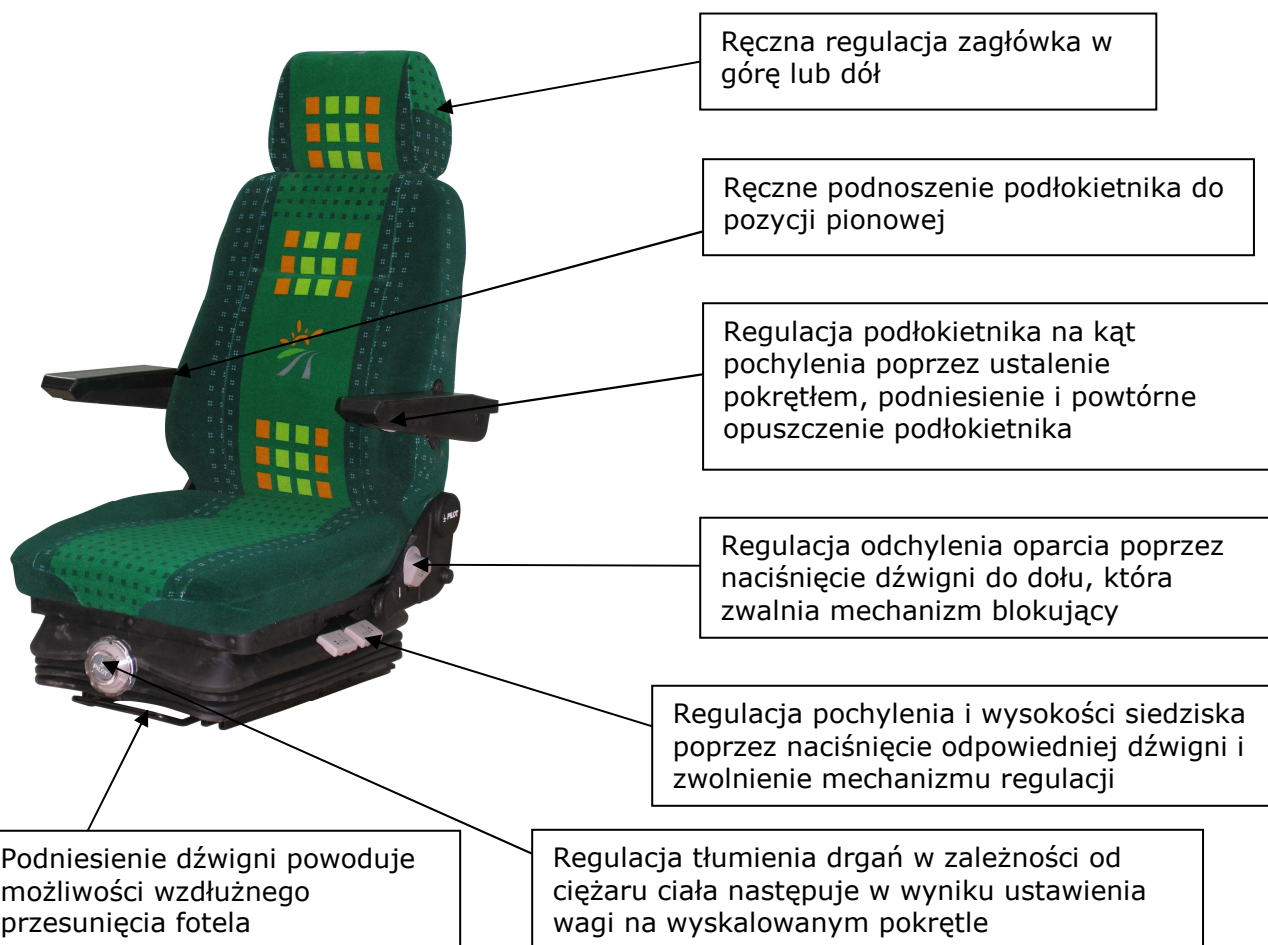 Ręczna regulacja zagłówka w
górę lub dół
Ręczne podnoszenie podłokietnika do
pozycji pionowej
Regulacja podłokietnika na kąt
pochylenia poprzez ustalenie
pokrętłem, podniesienie i powtórne
opuszczenie podłokietnika
PILOT
Regulacja odchylenia oparcia poprzez
naciśnięcie dźwigni do dołu, która
zwalnia mechanizm blokujący
Regulacja pochylenia i wysokości siedziska
poprzez naciśnięcie odpowiedniej dźwigni i
zwolnienie mechanizmu regulacji
Podniesienie dźwigni powoduje
możliwości wzdłużnego
przesunięcia fotela
Regulacja tłumienia drgań w zależności od
ciężaru ciała następuje w wyniku ustawienia
wagi na wyskalowanym pokrętle